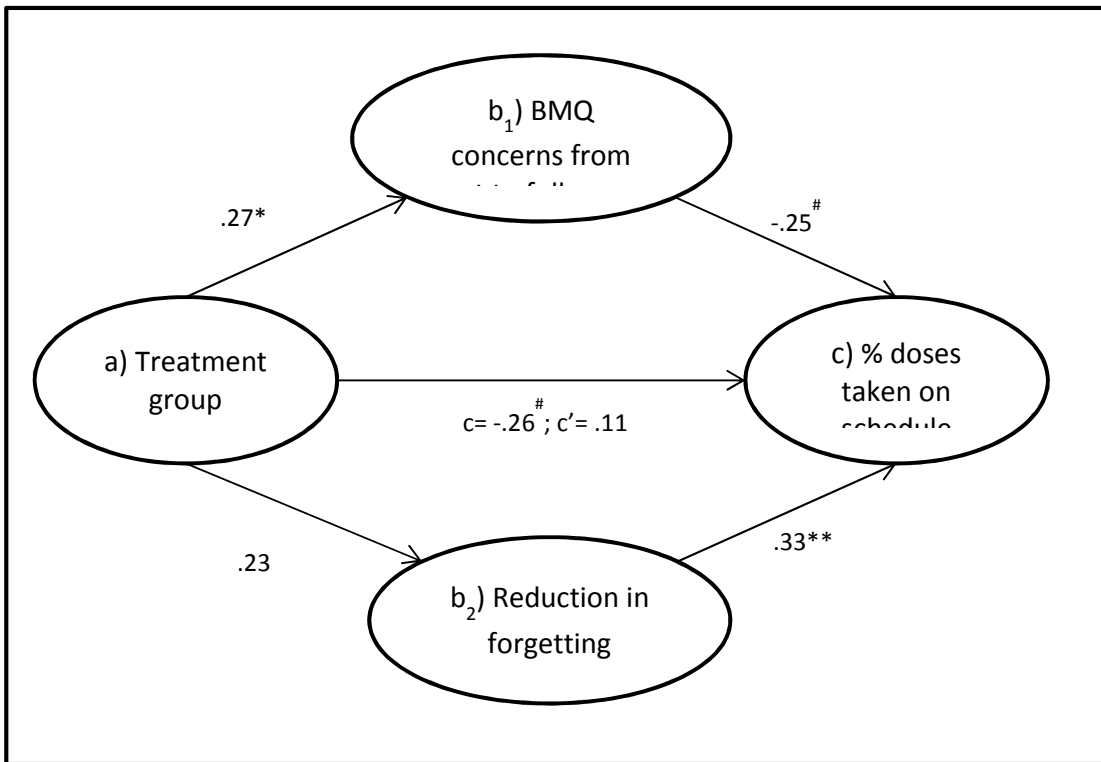 b₁) BMQ
concerns from
.27*
-.25#
a) Treatment
group
c) % doses
taken on
schedule
c= -.26#; c’= .11
.23
.33**
b₂) Reduction in
forgetting